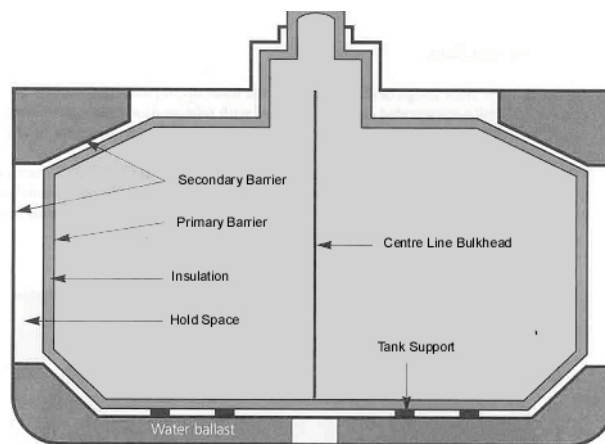 Secondary Barrier
Primary Barrier
Centre Line Bulkhead
Insulation
Hold Space
Tank Support
Water ballast